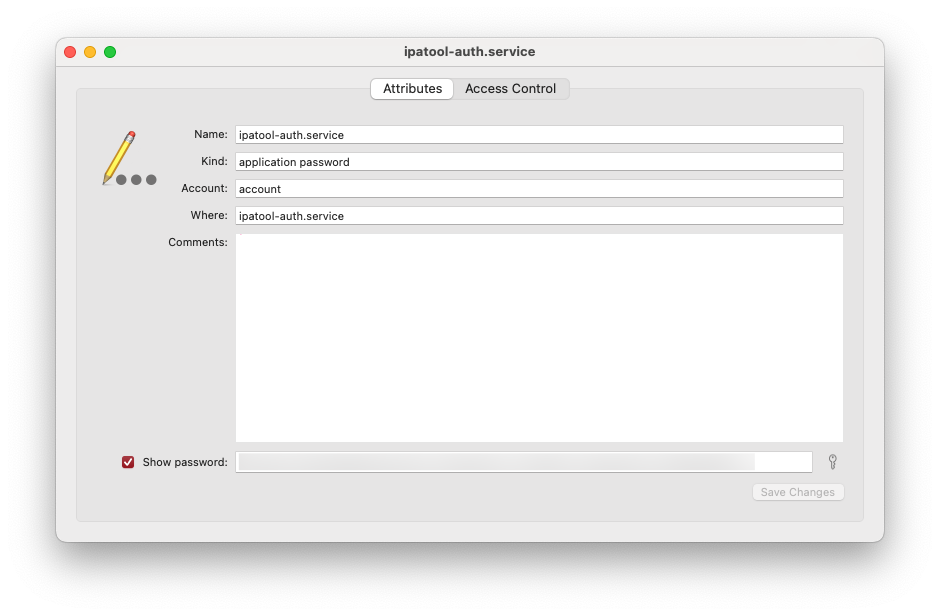 ipatool-auth.service
Attributes Access Control
Name: ipatool-auth.service
Kind: application password
Account: account
Where: ipatool-auth.service
Comments:
Show password:
Save Changes